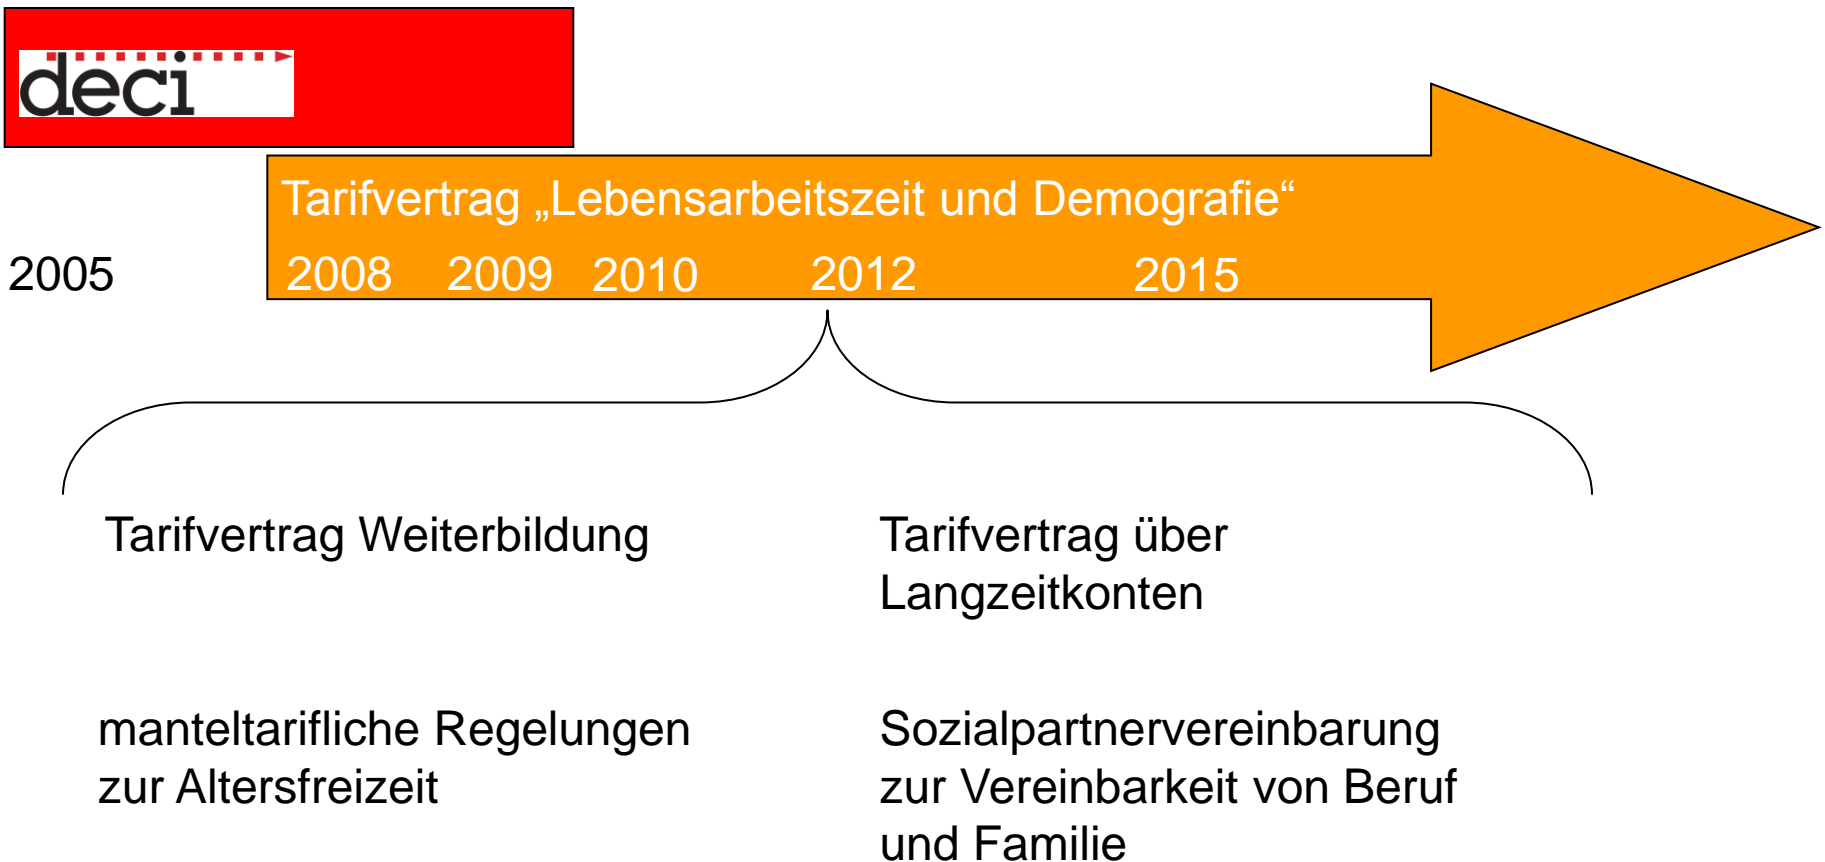 deci
Tarifvertrag „Lebensarbeitszeit und Demografie“
2005 2008 2009 2010 2012 2015
Tarifvertrag Weiterbildung
Tarifvertrag über
Langzeitkonten
manteltarifliche Regelungen
zur Altersfreizeit
Sozialpartnervereinbarung
zur Vereinbarkeit von Beruf
und Familie